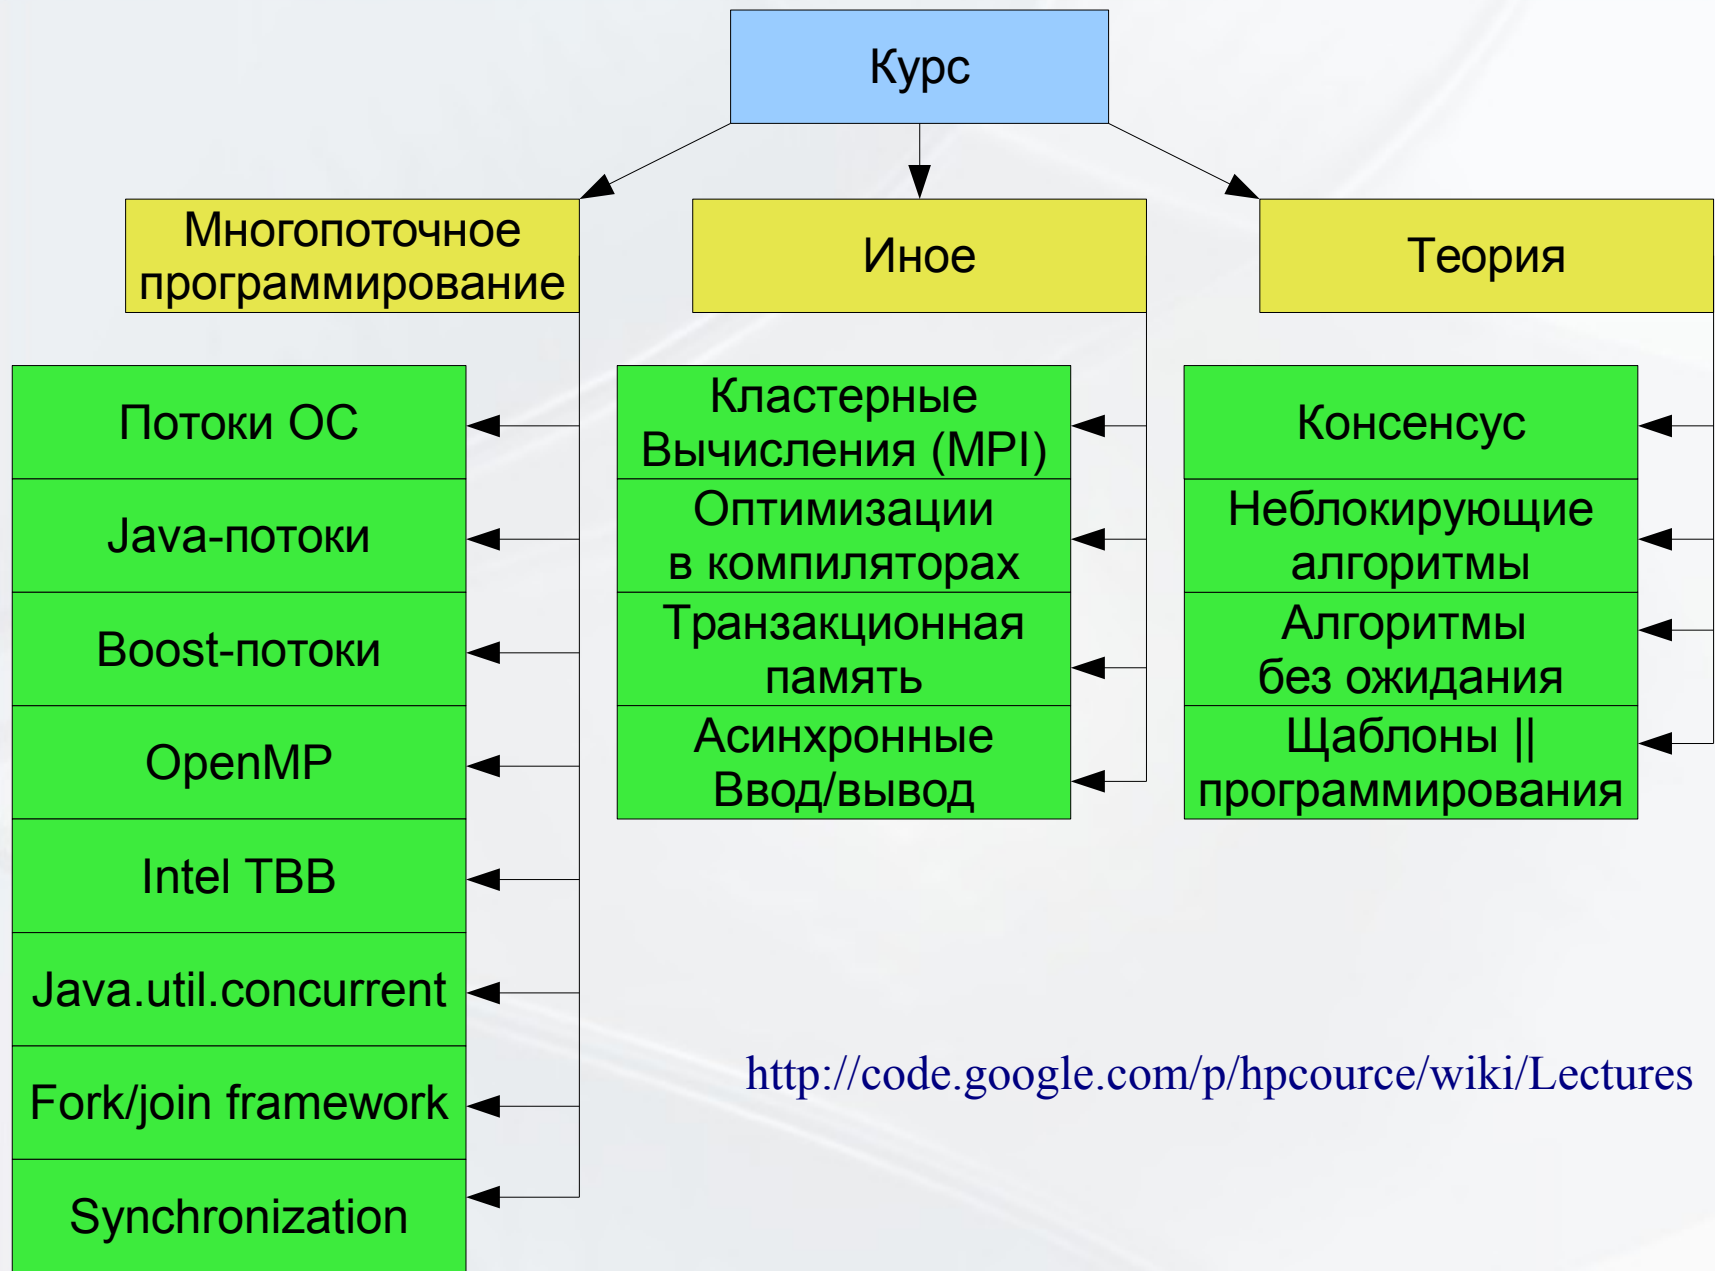 Курс
Многопоточное
программирование
Иное
Теория
Потоки ОС
Java-потоки
Boost-потоки
OpenMP
Intel TBB
Java.util.concurrent
Fork/join framework
Synchronization
Кластерные
Вычисления (MPI)
Оптимизации
в компиляторах
Транзакционная
память
Асинхронные
Ввод/вывод
Консенсус
Неблокирующие
алгоритмы
Алгоритмы
без ожидания
Щаблоны ||
программирования
http://code.google.com/p/hpcource/wiki/Lectures